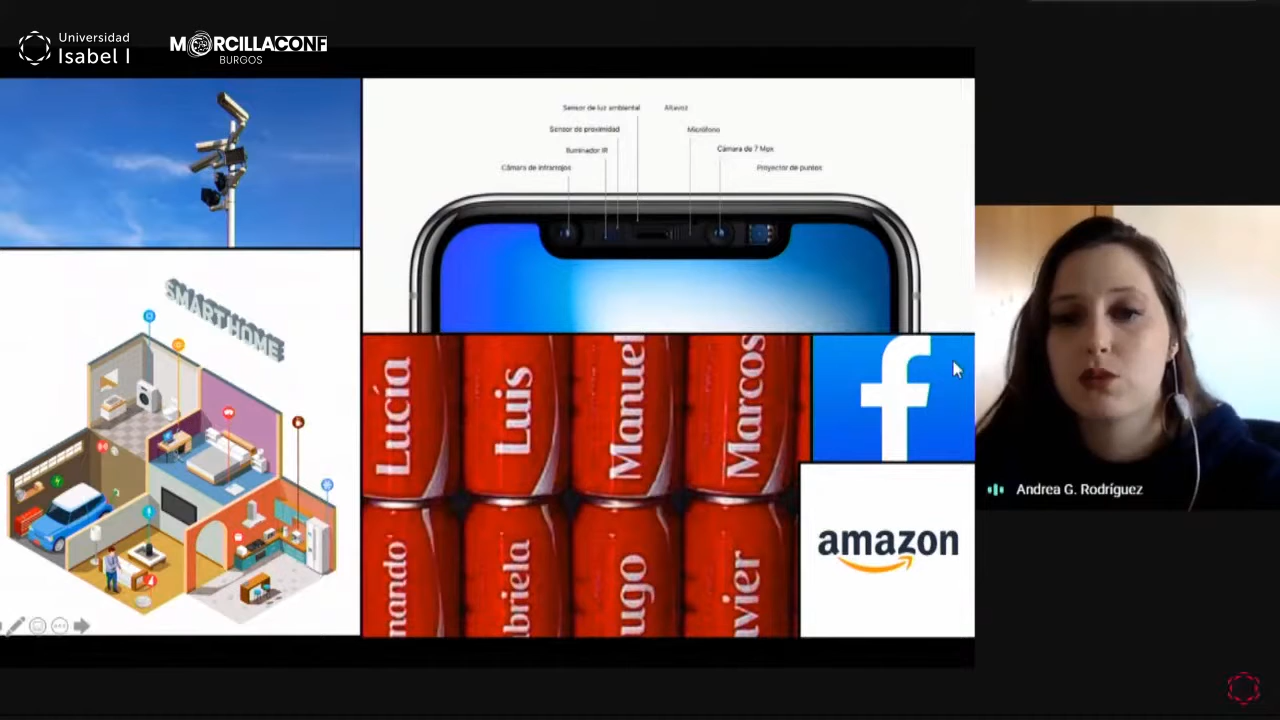 Universidad
Isabel I
MORCILLACONF
BURGOS
Sensor de luz ambiental
Altavoz
Sensor de proximidad
Micrófono
Iluminador IR
Cámara de 7 Mpx
Cámara de infrarrojos
Proyector de puntos
SMART HOME
Lucía
Luis
Manuel
Marcos
nando
briela
ugo
vier
f
amazon
Andrea G. Rodríguez